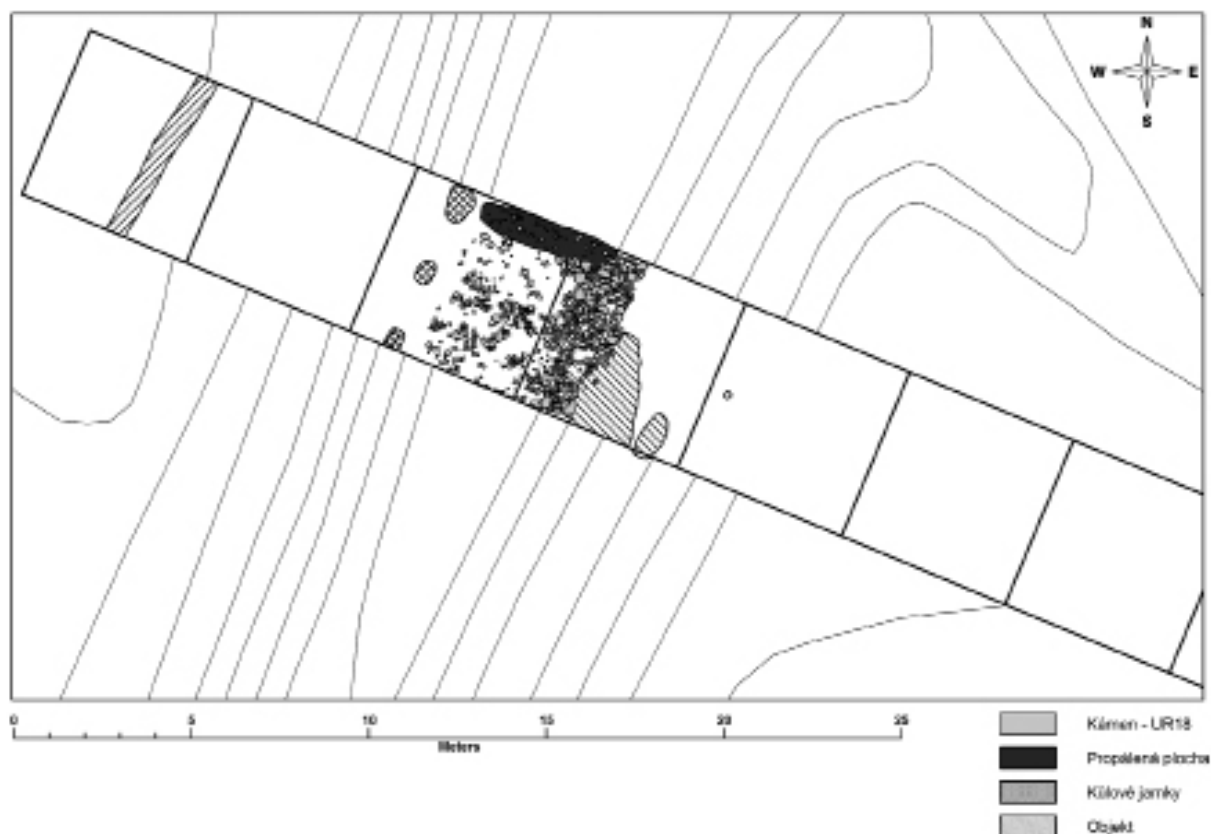 N
W E
S
0 5 10 15 20 25
Meters
Kámen - UR18
Propálená plocha
Kůlové jamky
Objekt